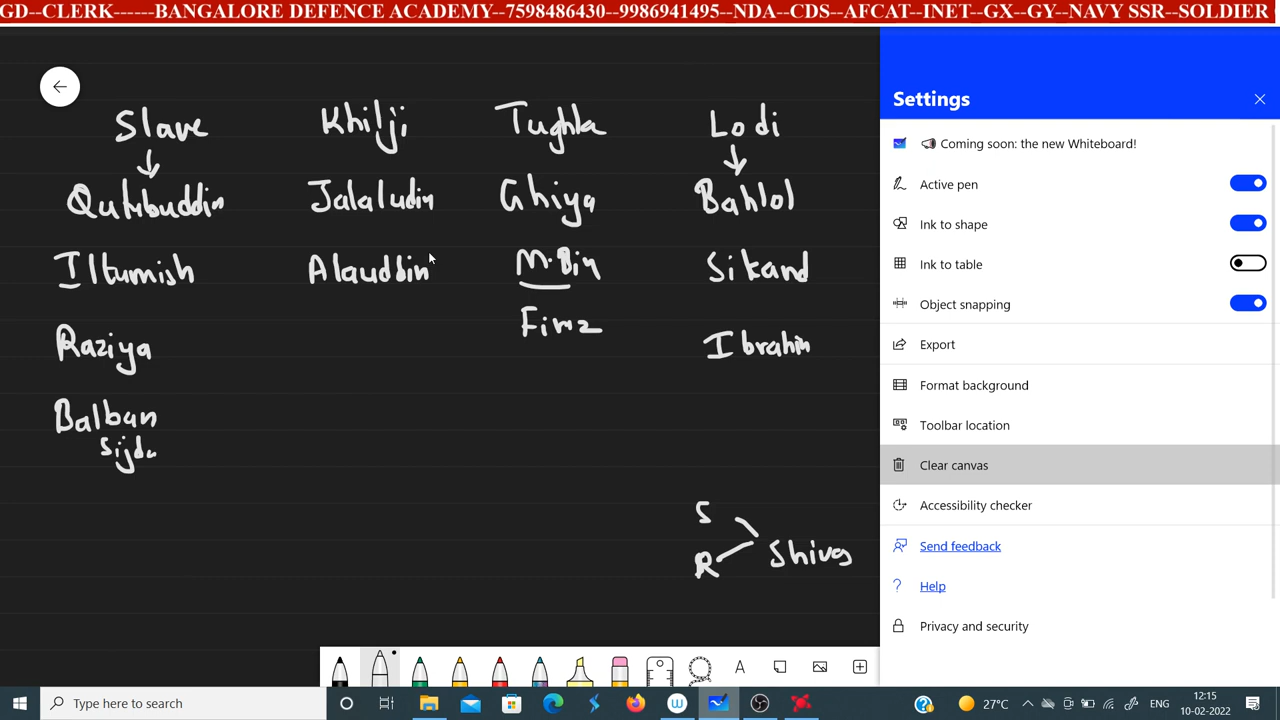 GD--CLERK-----BANGALORE DEFENCE ACADEMY--7598486430--9986941495--NDA--CDS--AFCAT--INET--GX--GY--NAVY SSR--SOLDIER
Slave Khilji Tughla Lodi
Qutubuddin Jalaludin Ghiya Bahlol
Iltumish Alauddin M.Bin Sikand
Firuz
Raziya Ibrahim
Balban
Sijda
S
R Shivaj
Settings
Coming soon: the new Whiteboard!
Active pen
Ink to shape
Ink to table
Object snapping
Export
Format background
Toolbar location
Clear canvas
Accessibility checker
Send feedback
Help
Privacy and security
Type here to search
27°C
12:15
10-02-2022